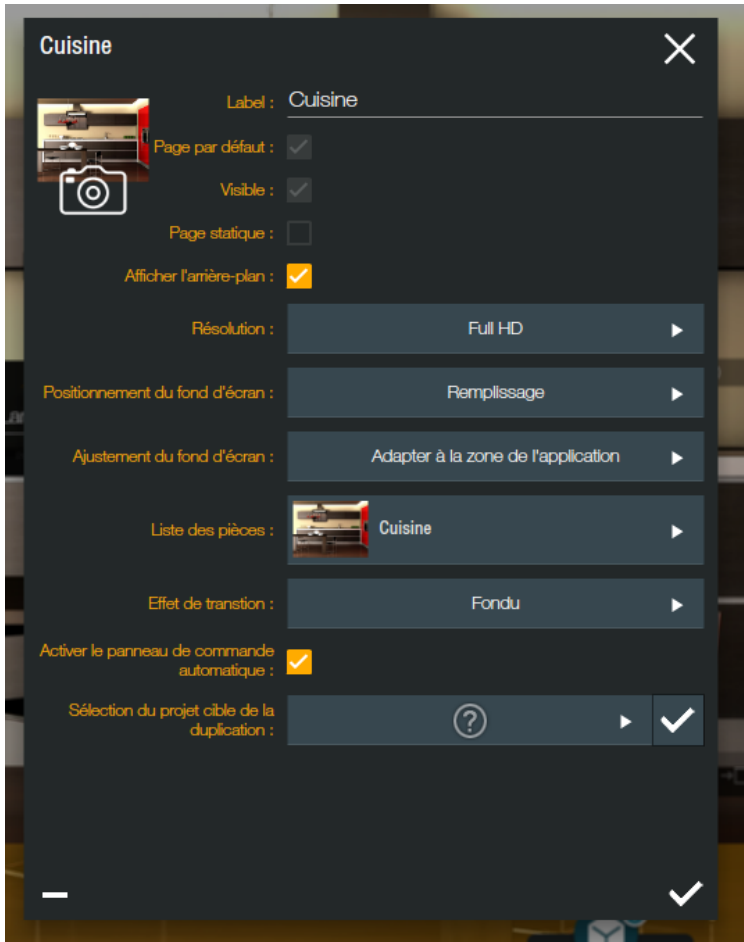 Cuisine
Label : Cuisine
Page par défaut :
Visible :
Page statique :
Afficher l'arrière-plan :
Résolution : Full HD
Positionnement du fond d'écran : Remplissage
Ajustement du fond d'écran : Adapter à la zone de l'application
Liste des pièces : Cuisine
Effet de transtion : Fondu
Activer le panneau de commande
automatique :
Sélection du projet cible de la
duplication : ?